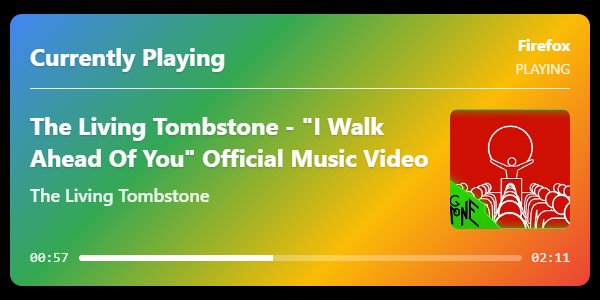 Currently Playing
Firefox
PLAYING
The Living Tombstone - "I Walk
Ahead Of You" Official Music Video
The Living Tombstone
00:57
02:11